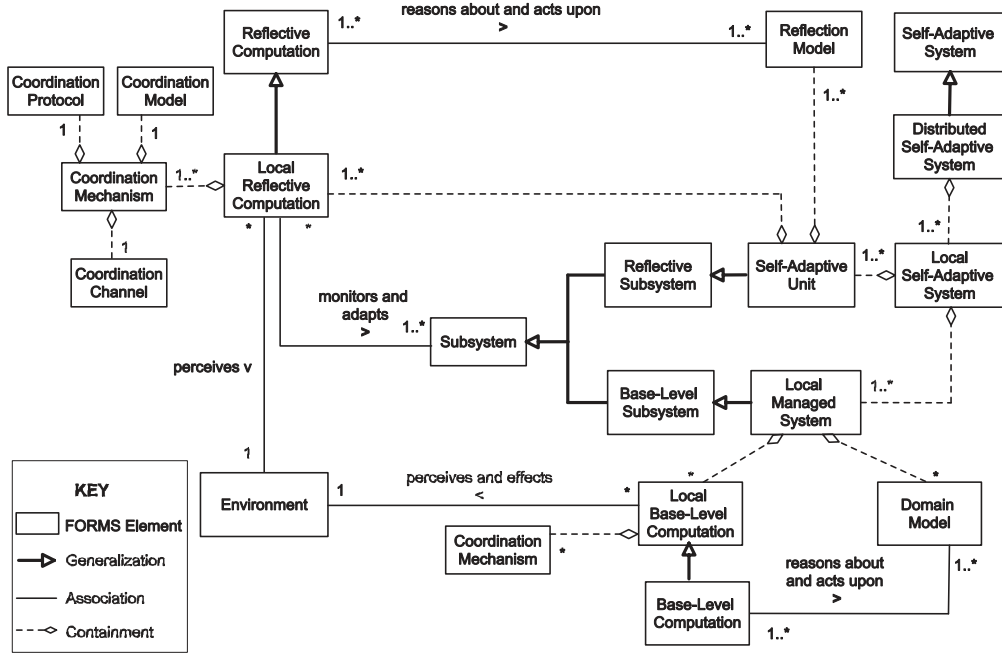 Reflective
Computation
1..*
reasons about and acts upon
>
1..*
Reflection
Model
Self-Adaptive
System
Coordination
Protocol
Coordination
Model
1
1
1..*
Distributed
Self-Adaptive
System
Coordination
Mechanism
1..*
Local
Reflective
Computation
1..*
*
*
1
Coordination
Channel
1..*
Reflective
Subsystem
Self-Adaptive
Unit
1..*
Local
Self-Adaptive
System
monitors and
adapts
>
1..*
Subsystem
perceives v
Base-Level
Subsystem
Local
Managed
System
1..*
1
Environment
1
perceives and effects
<
*
*
Local
Base-Level
Computation
*
Domain
Model
Coordination
Mechanism
*
Base-Level
Computation
reasons about
and acts upon
>
1..*
1..*
KEY
FORMS Element
Generalization
Association
Containment